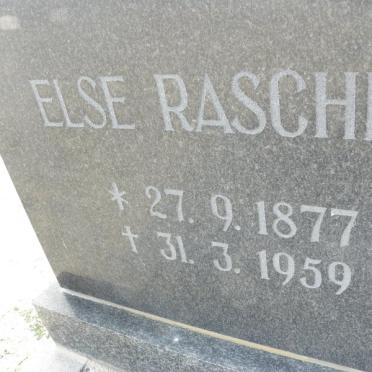 ELSE RASCH
* 27. 9. 1877
† 31. 3. 1959